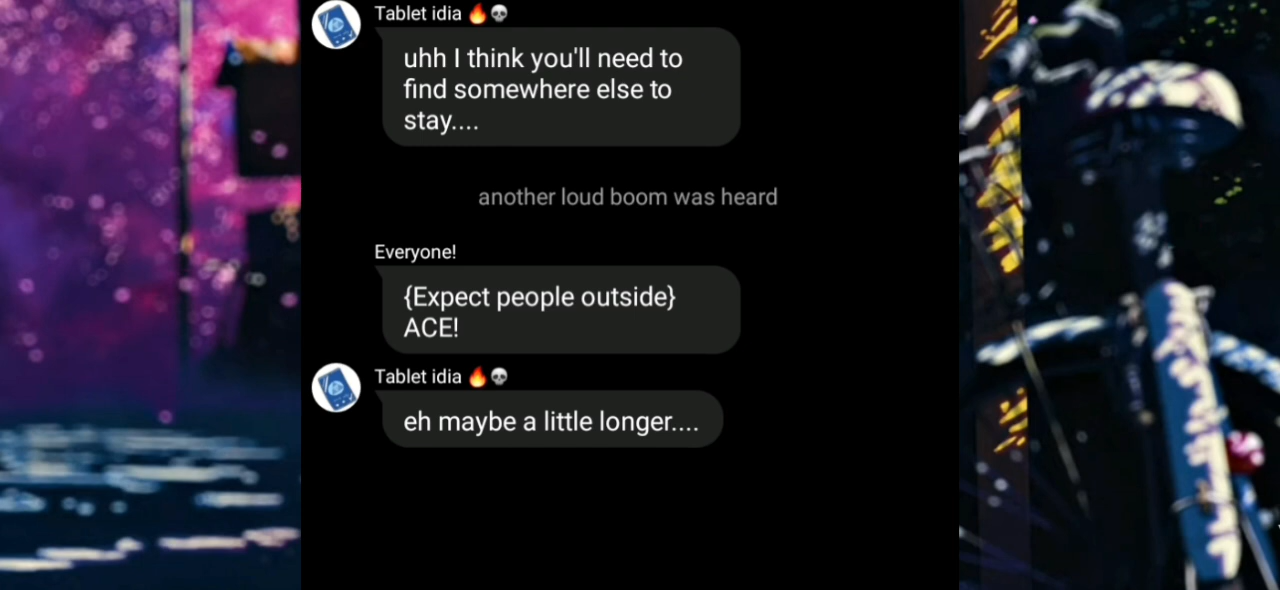 Tablet idia 🔥💀
uhh I think you'll need to
find somewhere else to
stay....
another loud boom was heard
Everyone!
{Expect people outside}
ACE!
Tablet idia 🔥💀
eh maybe a little longer....